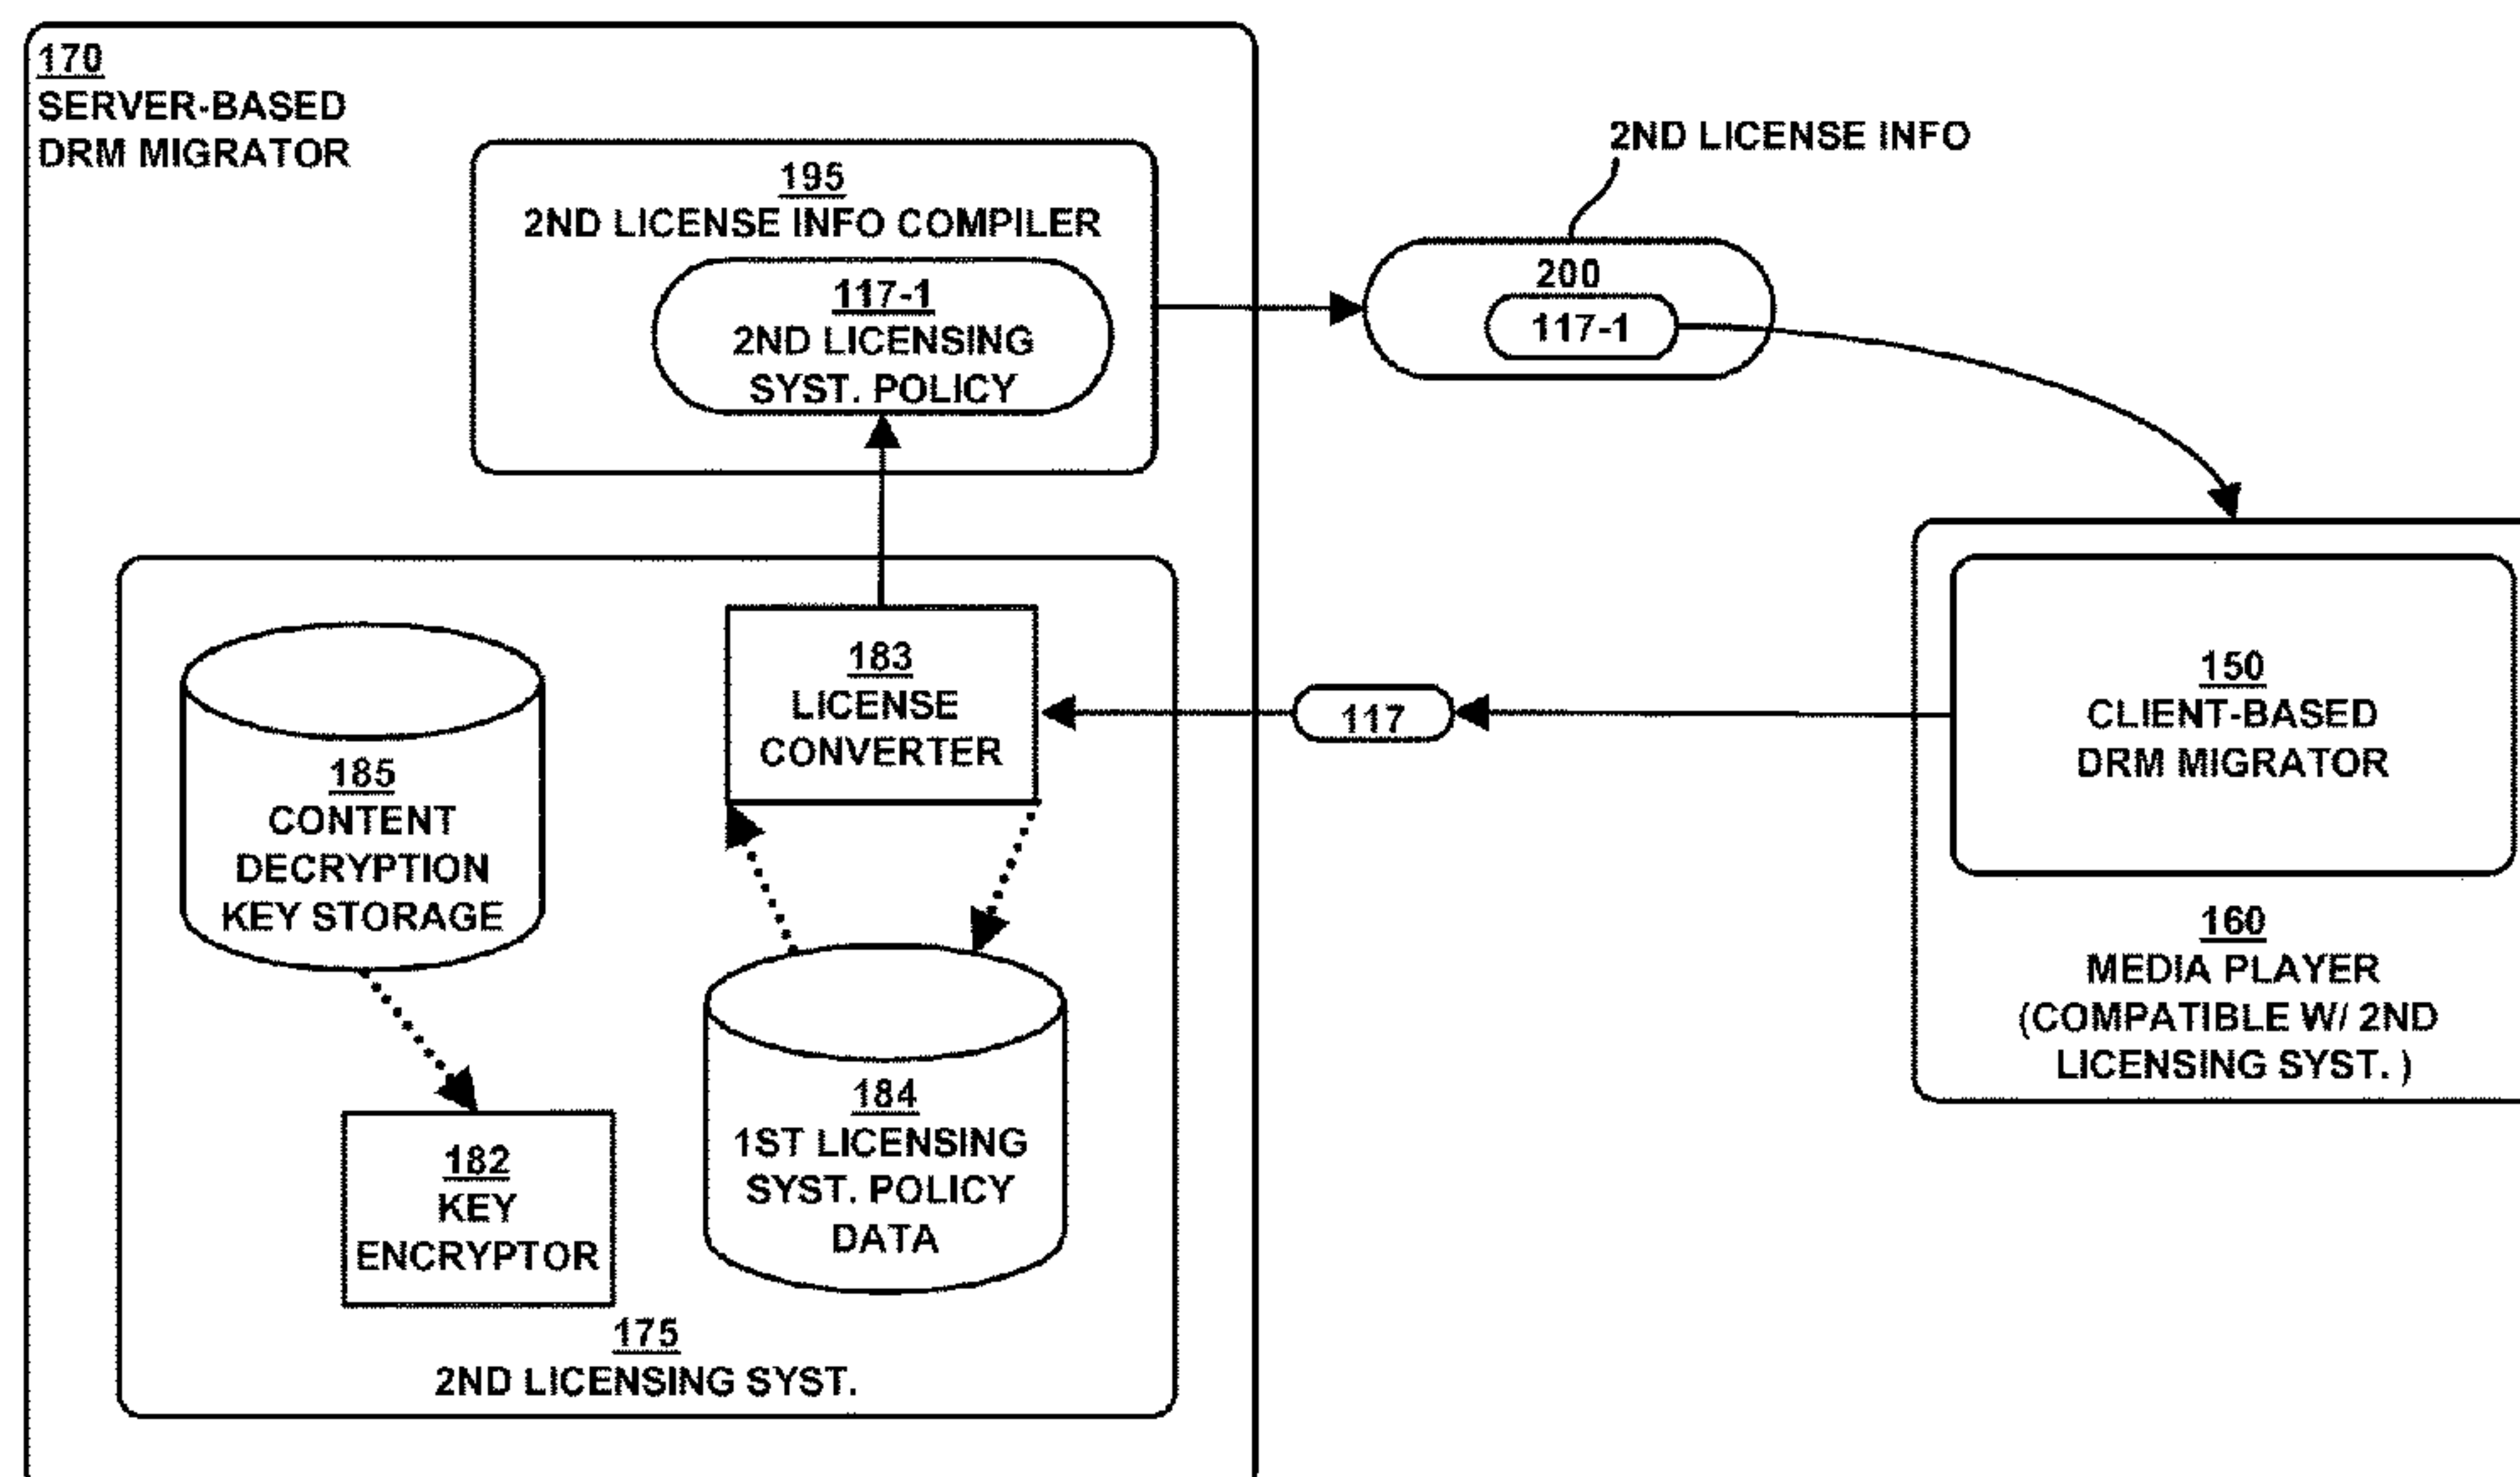 170
SERVER-BASED
DRM MIGRATOR
195
2ND LICENSE INFO COMPILER
117-1
2ND LICENSING
SYST. POLICY
2ND LICENSE INFO
200
117-1
183
LICENSE
CONVERTER
117
150
CLIENT-BASED
DRM MIGRATOR
160
MEDIA PLAYER
(COMPATIBLE W/ 2ND
LICENSING SYST. )
185
CONTENT
DECRYPTION
KEY STORAGE
182
KEY
ENCRYPTOR
184
1ST LICENSING
SYST. POLICY
DATA
175
2ND LICENSING SYST.